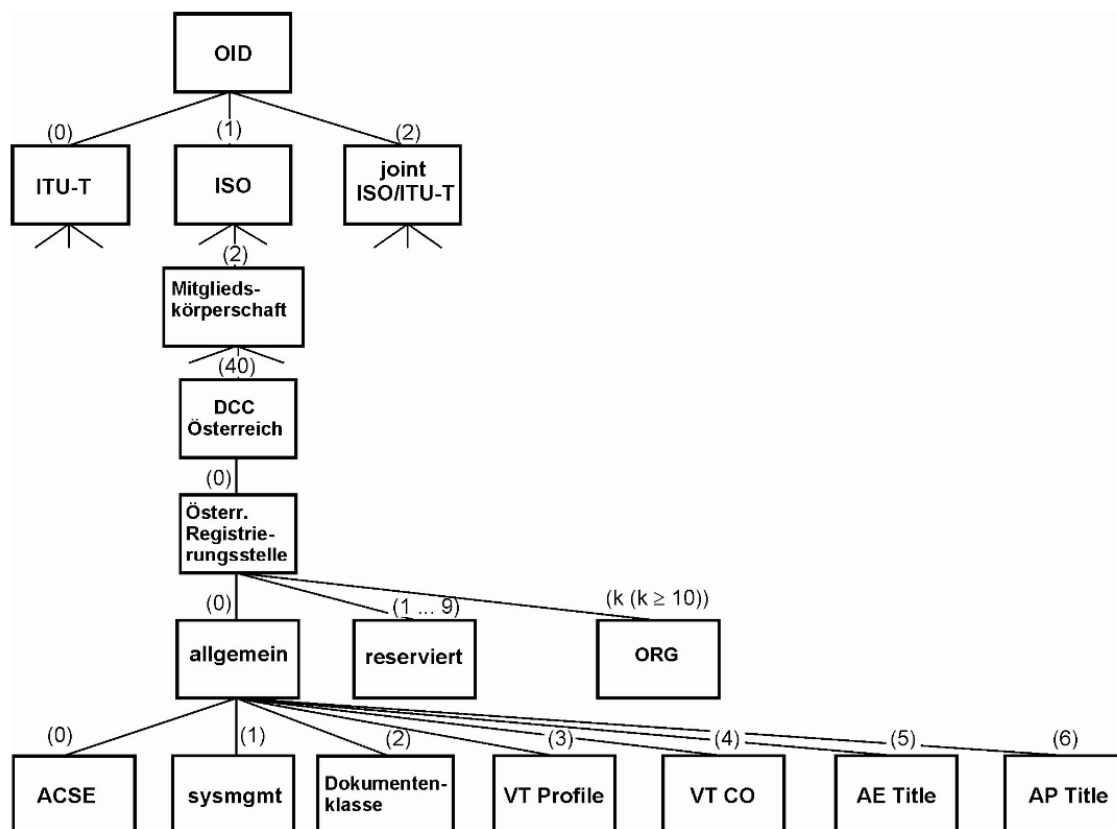 OID
(0) (1) (2)
ITU-T ISO joint
ISO/ITU-T
(2)
Mitglieds-
körperschaft
(40)
DCC
Österreich
(0)
Österr.
Registrie-
rungsstelle
(0) (1 ... 9) (k (k ≥ 10))
allgemein reserviert ORG
(0) (1) (2) (3) (4) (5) (6)
ACSE sysmgmt Dokumenten-
klasse VT Profile VT CO AE Title AP Title